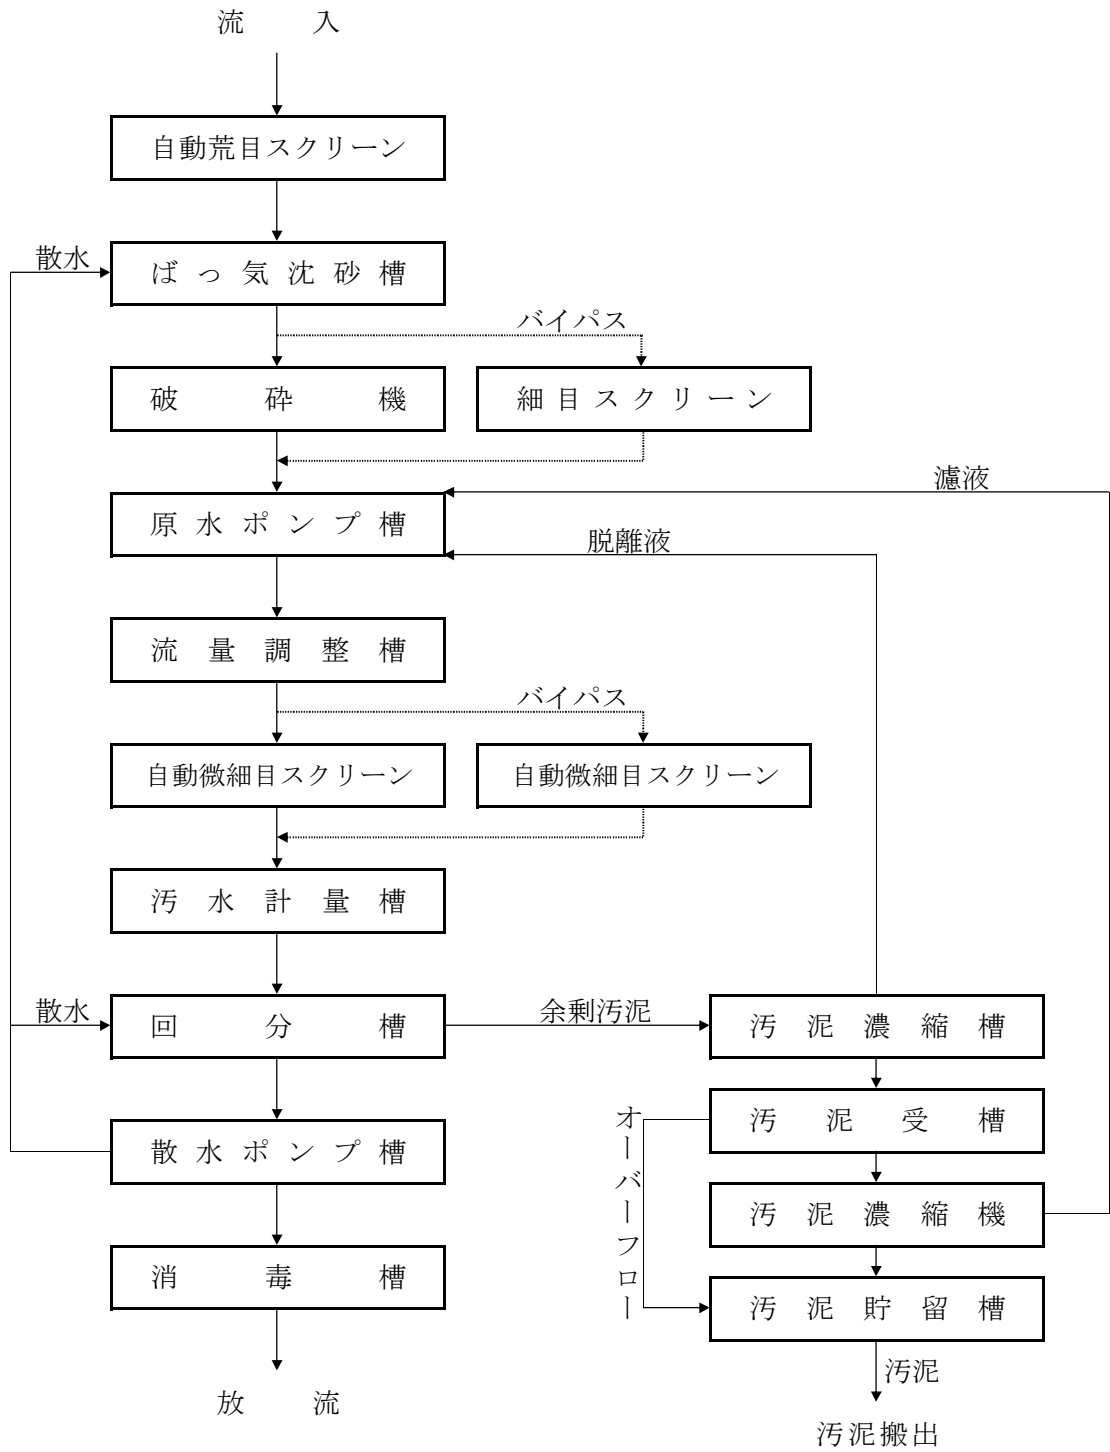 流入
自動荒目スクリーン
散水
ばっ気沈砂槽
バイパス
破砕機
細目スクリーン
濾液
原水ポンプ槽
脱離液
流量調整槽
バイパス
自動微細目スクリーン
自動微細目スクリーン
汚水計量槽
散水
回分槽
余剰汚泥
汚泥濃縮槽
オーバーフロー
汚泥受槽
散水ポンプ槽
汚泥濃縮機
消毒槽
汚泥貯留槽
汚泥
放流
汚泥搬出